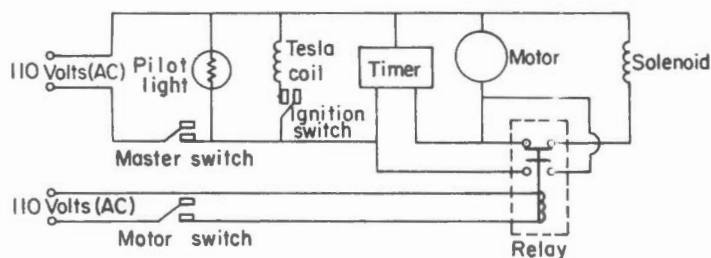 110 Volts(AC)
Pilot
light
Tesla
coil
Ignition
switch
Timer
Motor
Solenoid
Master switch
110 Volts(AC)
Motor switch
Relay